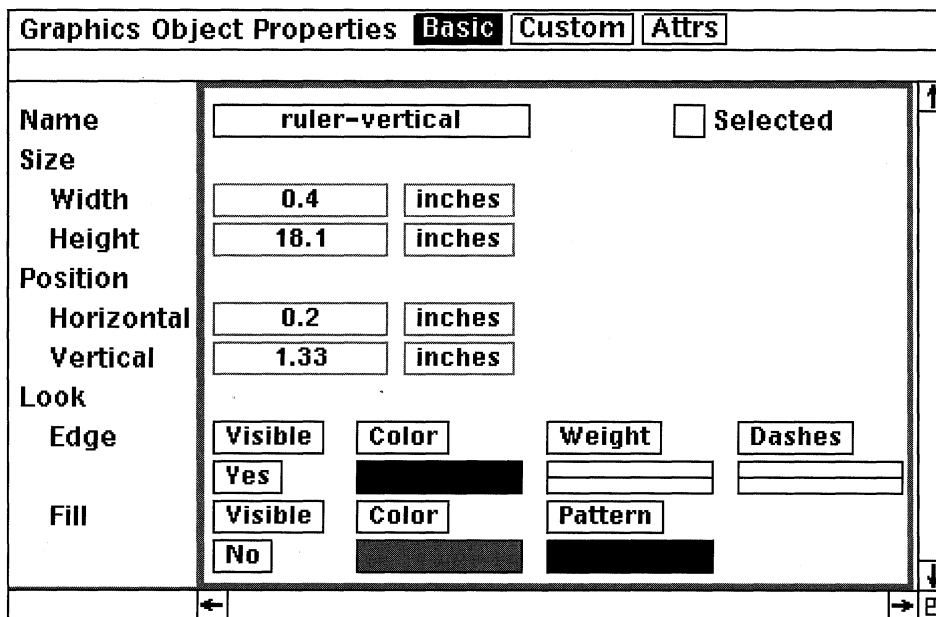 Graphics Object Properties Basic Custom Attrs
Name ruler-vertical Selected
Size
Width 0.4 inches
Height 18.1 inches
Position
Horizontal 0.2 inches
Vertical 1.33 inches
Look
Edge Visible Color Weight Dashes
Yes
Fill Visible Color Pattern
No